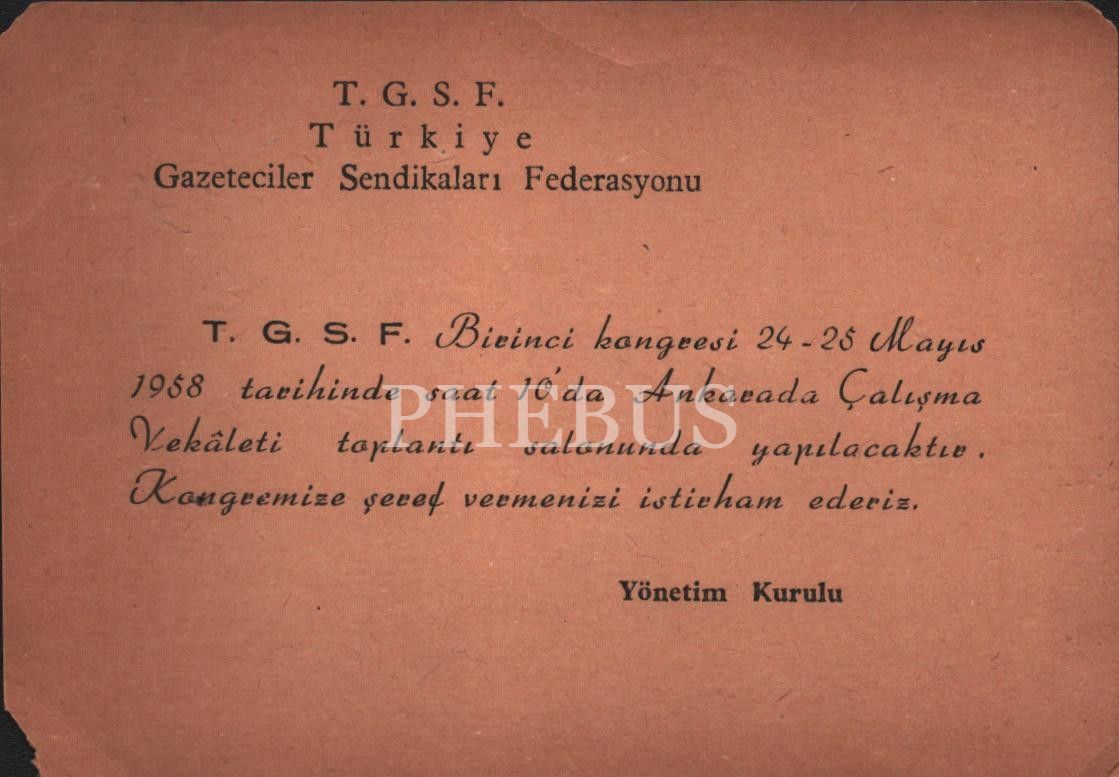 T. G. S. F.
Türkiye
Gazeteciler Sendikaları Federasyonu
T. G. S. F. Birinci kongresi 24-25 Mayıs
1958 tarihinde saat 10'da Ankarada Çalışma
Vekâleti toplantı salonunda yapılacaktır.
Kongremize şeref vermenizi istirham ederiz.
Yönetim Kurulu
PHEBUS